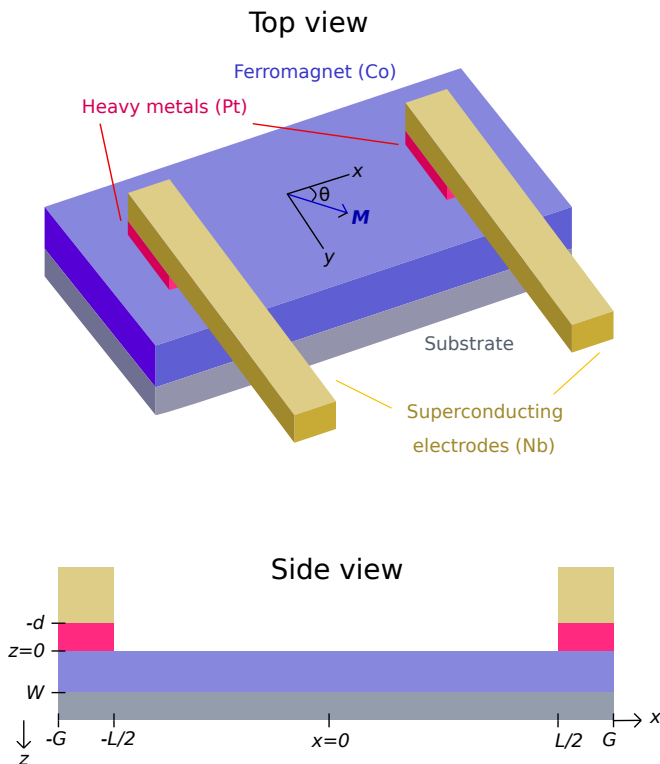 Top view
Ferromagnet (Co)
Heavy metals (Pt)
x
θ
M
y
Substrate
Superconducting
electrodes (Nb)
Side view
-d
z=0
W
x
-G
-L/2
x=0
L/2
G
z